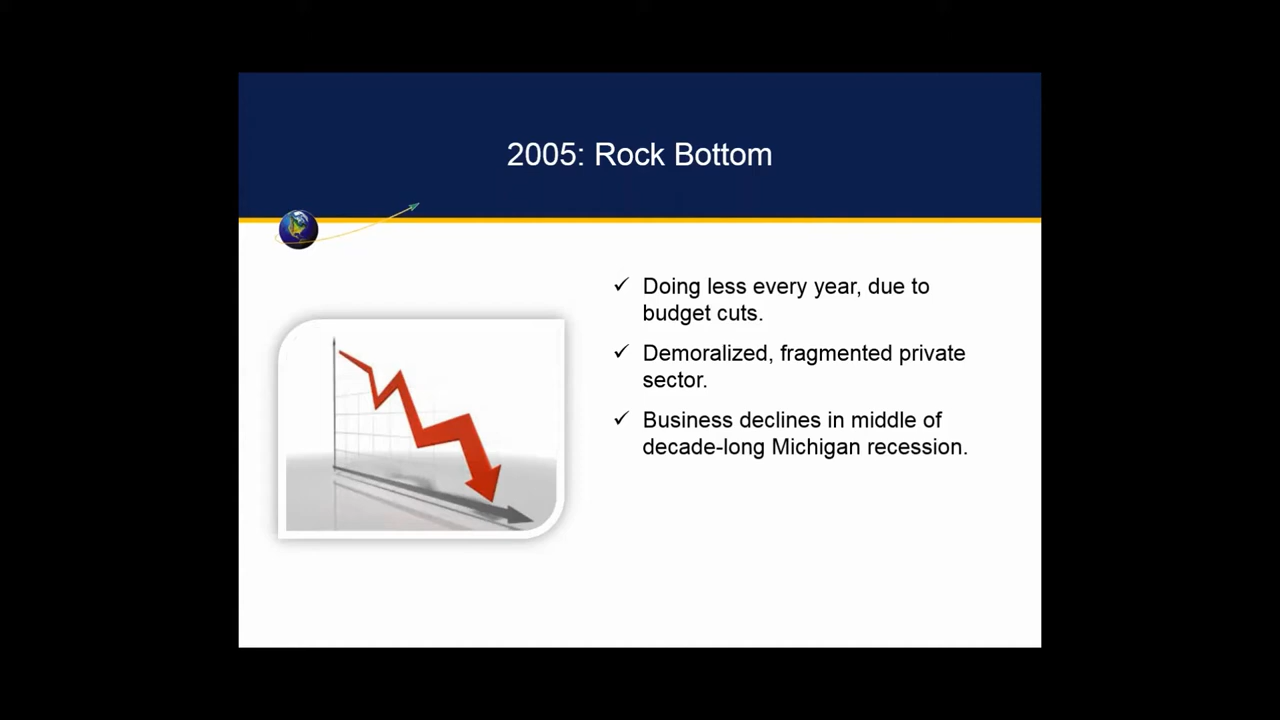 2005: Rock Bottom
Doing less every year, due to
budget cuts.
Demoralized, fragmented private
sector.
Business declines in middle of
decade-long Michigan recession.